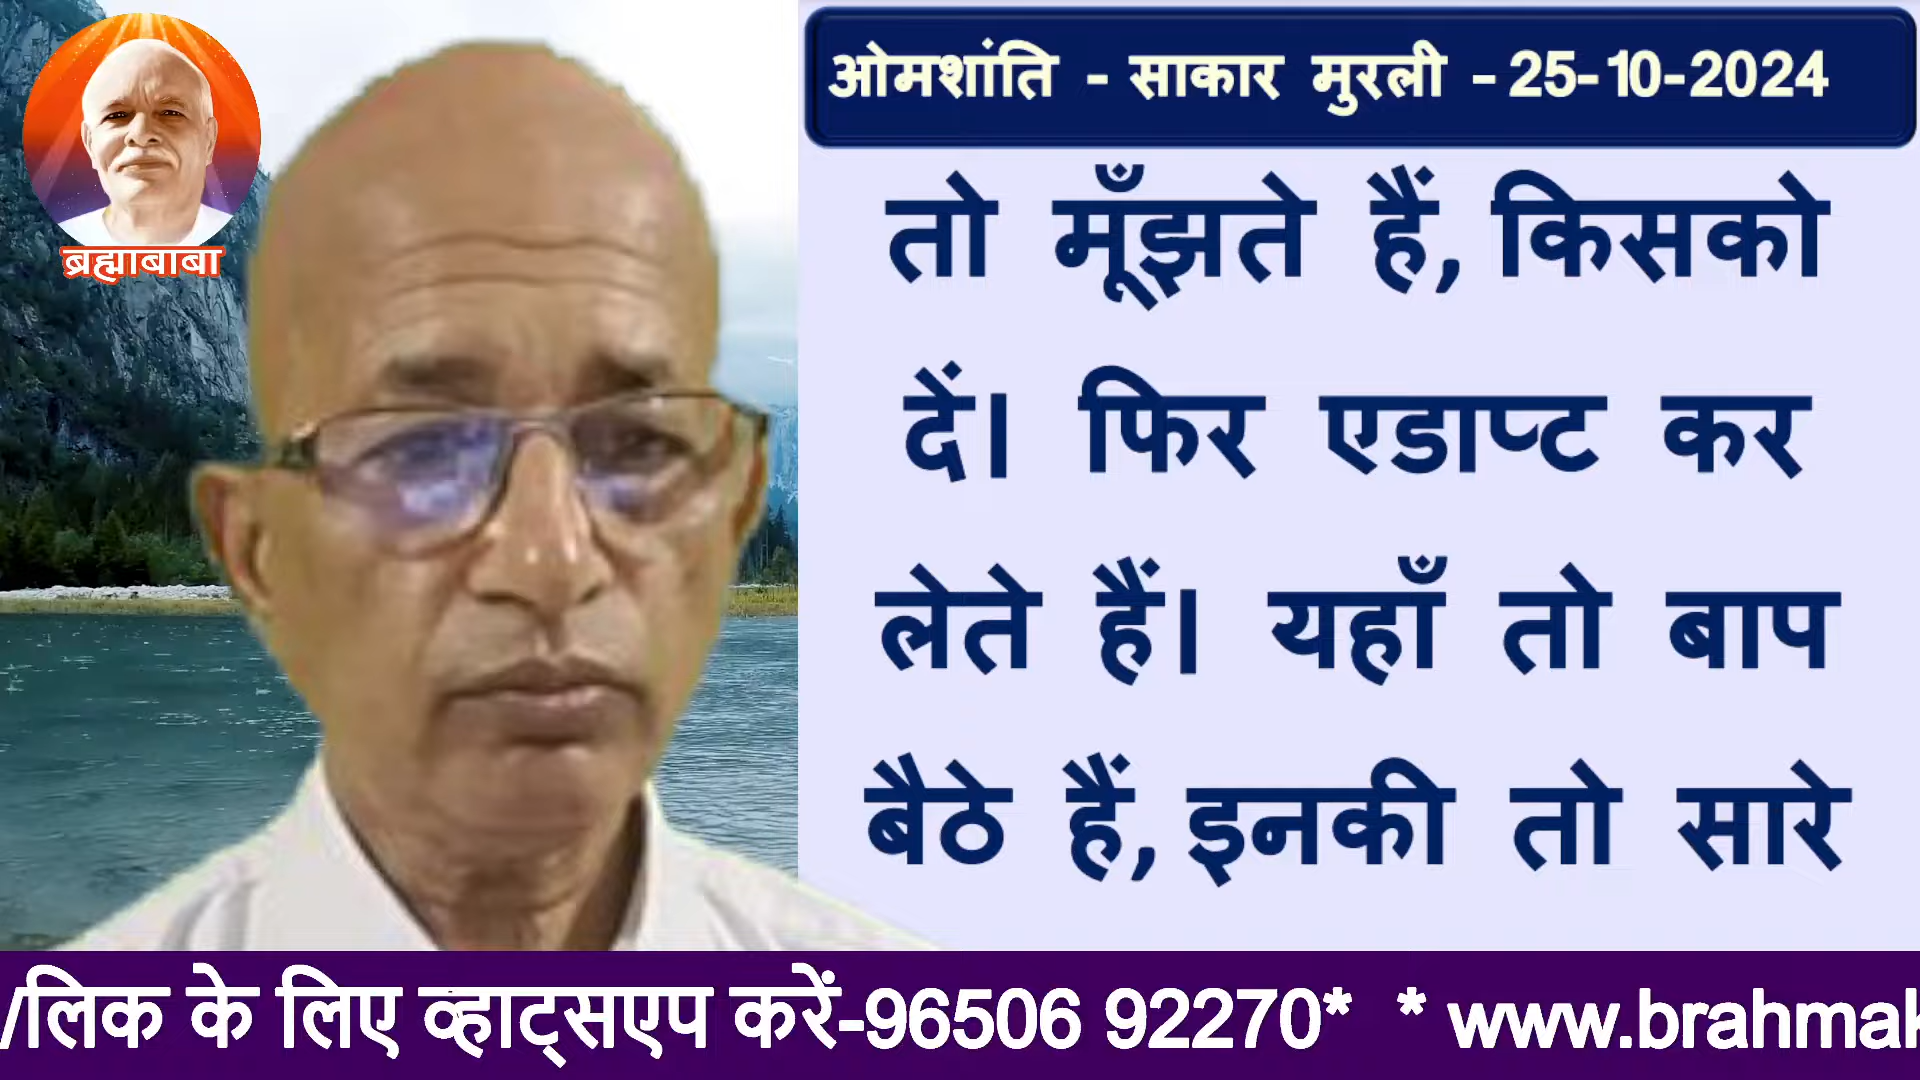 ब्रह्माबाबा
ओमशांति - साकार मुरली - 25-10-2024
तो मूँझते हैं, किसको
दें। फिर एडाप्ट कर
लेते हैं। यहाँ तो बाप
बैठे हैं, इनकी तो सारे
/लिक के लिए व्हाट्सएप करें-96506 92270* * www.brahmak